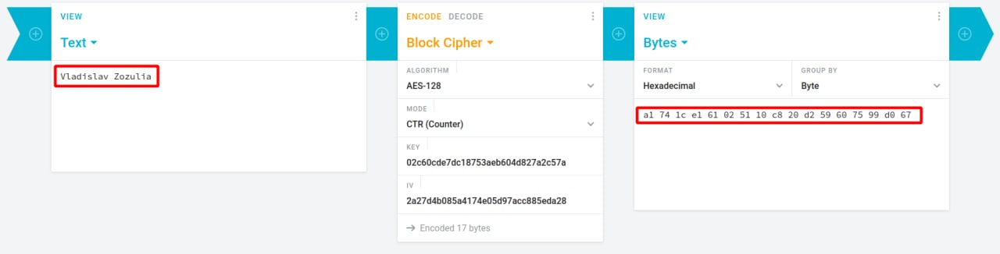 VIEW
Text
Vladislav Zozulia
ENCODE DECODE
Block Cipher
ALGORITHM
AES-128
MODE
CTR (Counter)
KEY
02c60cde7dc18753aeb604d827a2c57a
IV
2a27d4b085a4174e05d97acc885eda28
Encoded 17 bytes
VIEW
Bytes
FORMAT
Hexadecimal
GROUP BY
Byte
a1 74 1c e1 61 02 51 10 c8 20 d2 59 60 75 99 d0 67